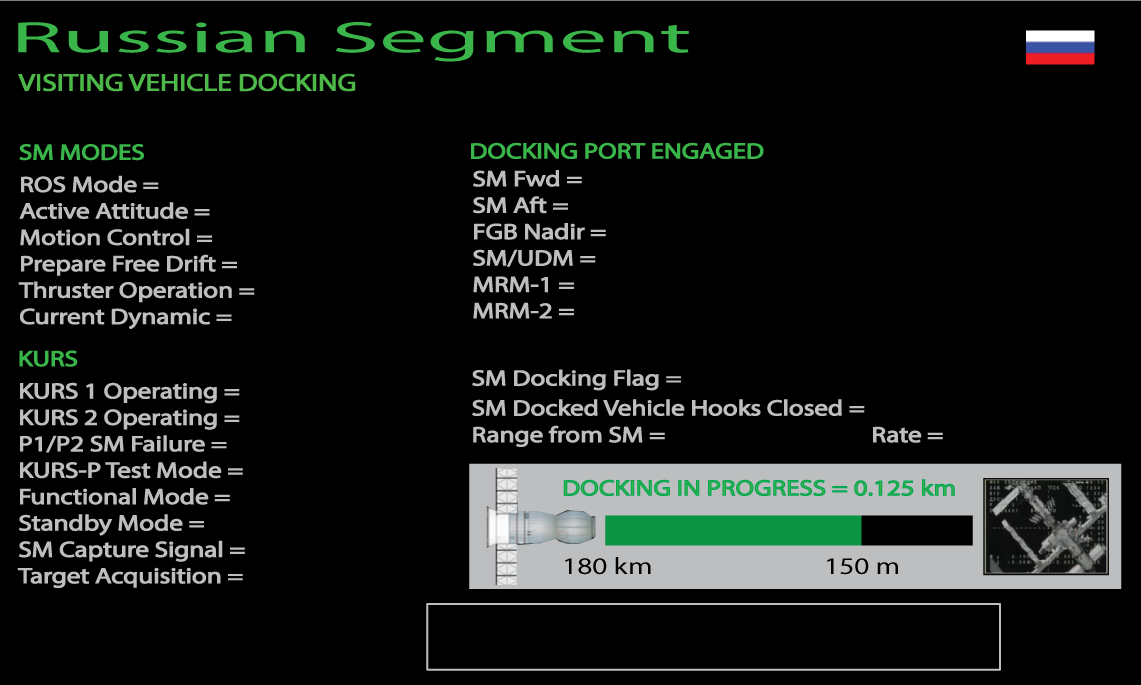 Russian Segment
VISITING VEHICLE DOCKING
SM MODES
ROS Mode =
Active Attitude =
Motion Control =
Prepare Free Drift =
Thruster Operation =
Current Dynamic =
KURS
KURS 1 Operating =
KURS 2 Operating =
P1/P2 SM Failure =
KURS-P Test Mode =
Functional Mode =
Standby Mode =
SM Capture Signal =
Target Acquisition =
DOCKING PORT ENGAGED
SM Fwd =
SM Aft =
FGB Nadir =
SM/UDM =
MRM-1 =
MRM-2 =
SM Docking Flag =
SM Docked Vehicle Hooks Closed =
Range from SM = Rate =
DOCKING IN PROGRESS = 0.125 km
180 km 150 m